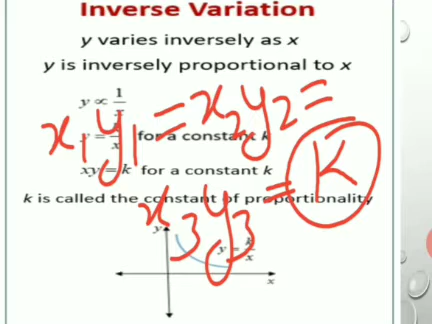 Inverse Variation
y varies inversely as x
y is inversely proportional to x
y ∝ 1/x
y = k/x for a constant k
xy = k for a constant k
k is called the constant of proportionality
x₁y₁ = x₂y₂ =
x₃y₃ = K
y
y = k/x
x